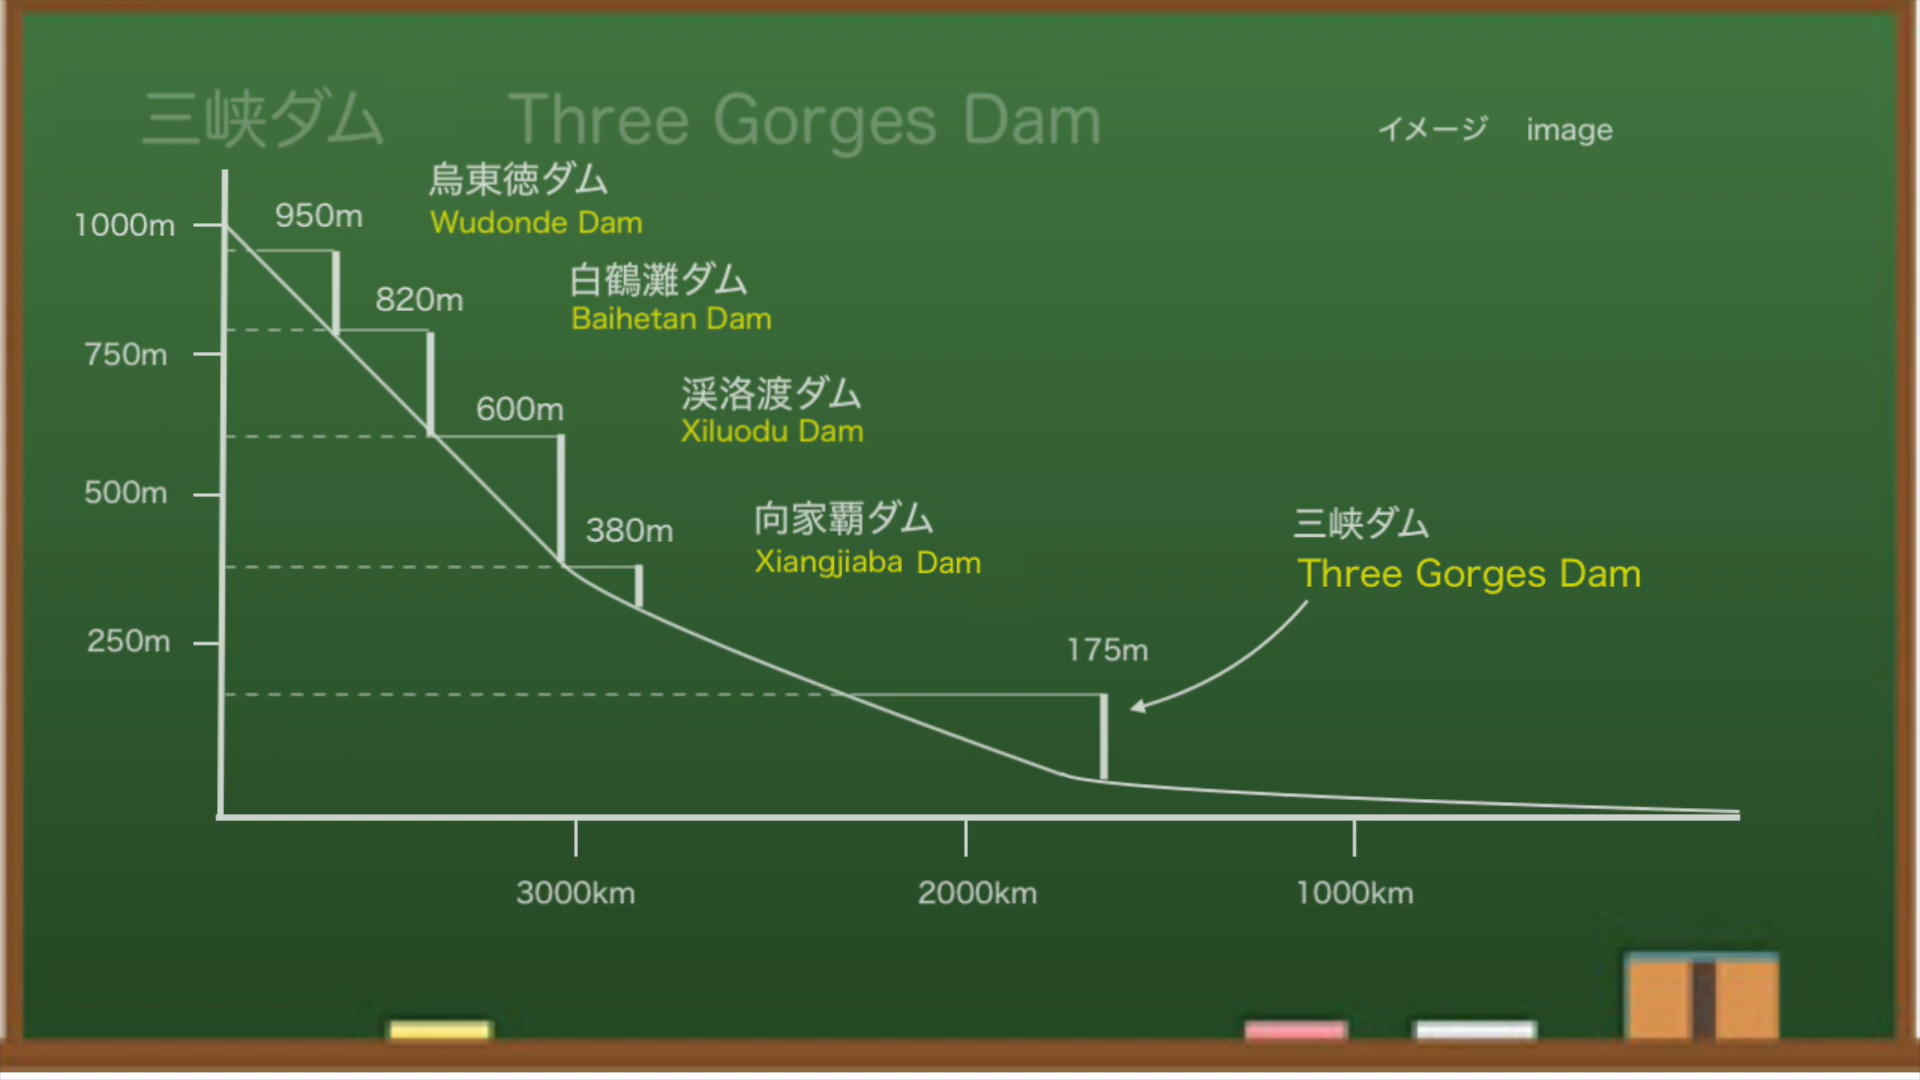 三峡ダム Three Gorges Dam
イメージ image
烏東徳ダム
Wudonde Dam
950m
1000m
白鶴灘ダム
Baihetan Dam
820m
750m
渓洛渡ダム
Xiluodu Dam
600m
500m
向家覇ダム
Xiangjiaba Dam
380m
三峡ダム
Three Gorges Dam
250m
175m
3000km
2000km
1000km